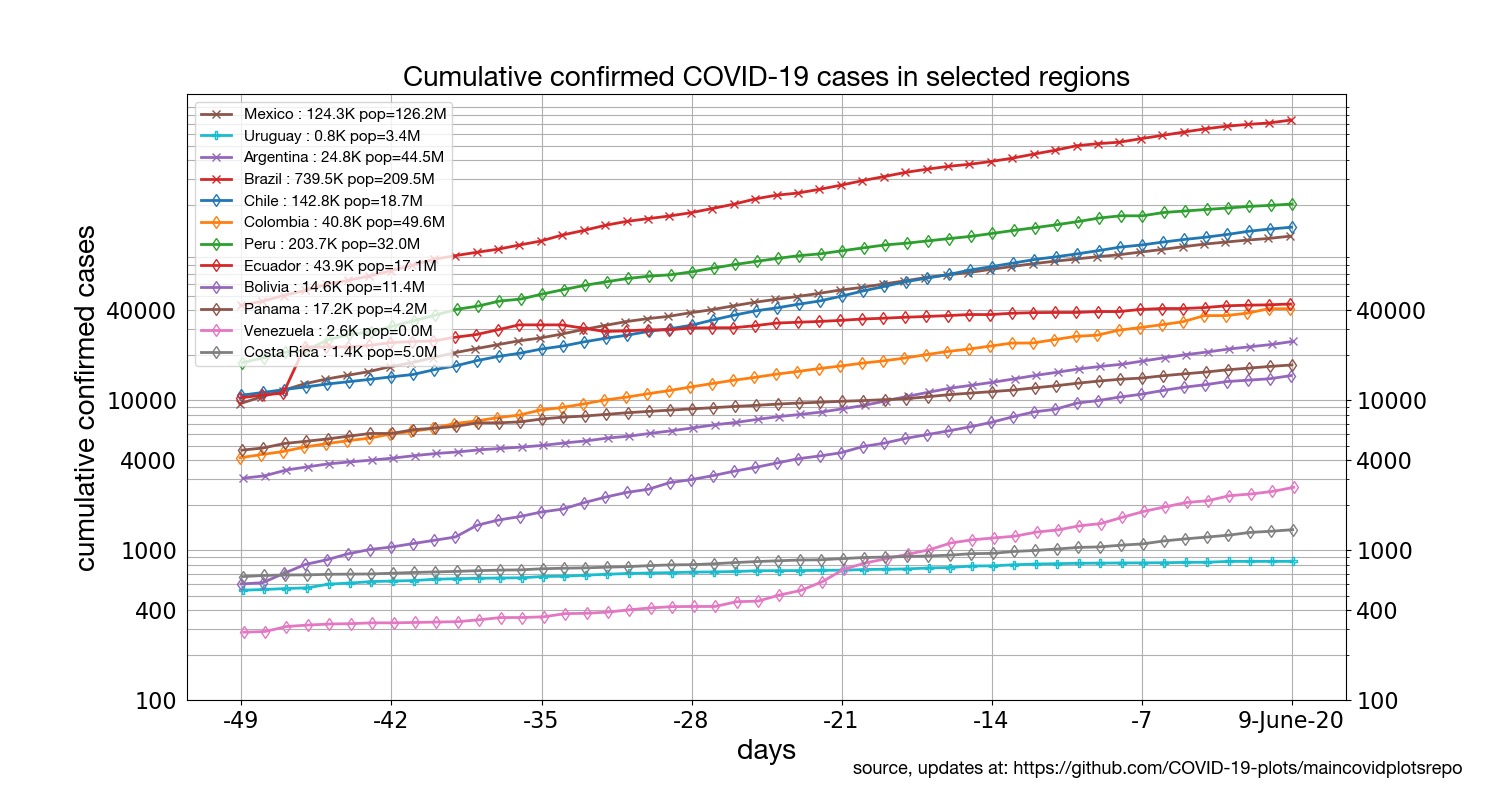 Cumulative confirmed COVID-19 cases in selected regions
Mexico : 124.3K pop=126.2M
Uruguay : 0.8K pop=3.4M
Argentina : 24.8K pop=44.5M
Brazil : 739.5K pop=209.5M
Chile : 142.8K pop=18.7M
Colombia : 40.8K pop=49.6M
Peru : 203.7K pop=32.0M
Ecuador : 43.9K pop=17.1M
Bolivia : 14.6K pop=11.4M
Panama : 17.2K pop=4.2M
Venezuela : 2.6K pop=0.0M
Costa Rica : 1.4K pop=5.0M
cumulative confirmed cases
40000
10000
4000
1000
400
100
40000
10000
4000
1000
400
100
-49 -42 -35 -28 -21 -14 -7 9-June-20
days
source, updates at: https://github.com/COVID-19-plots/maincovidplotsrepo